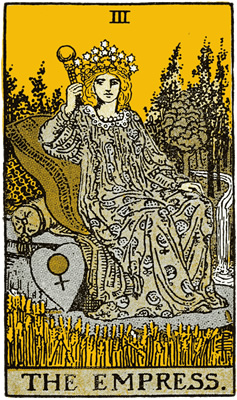 III
THE EMPRESS.